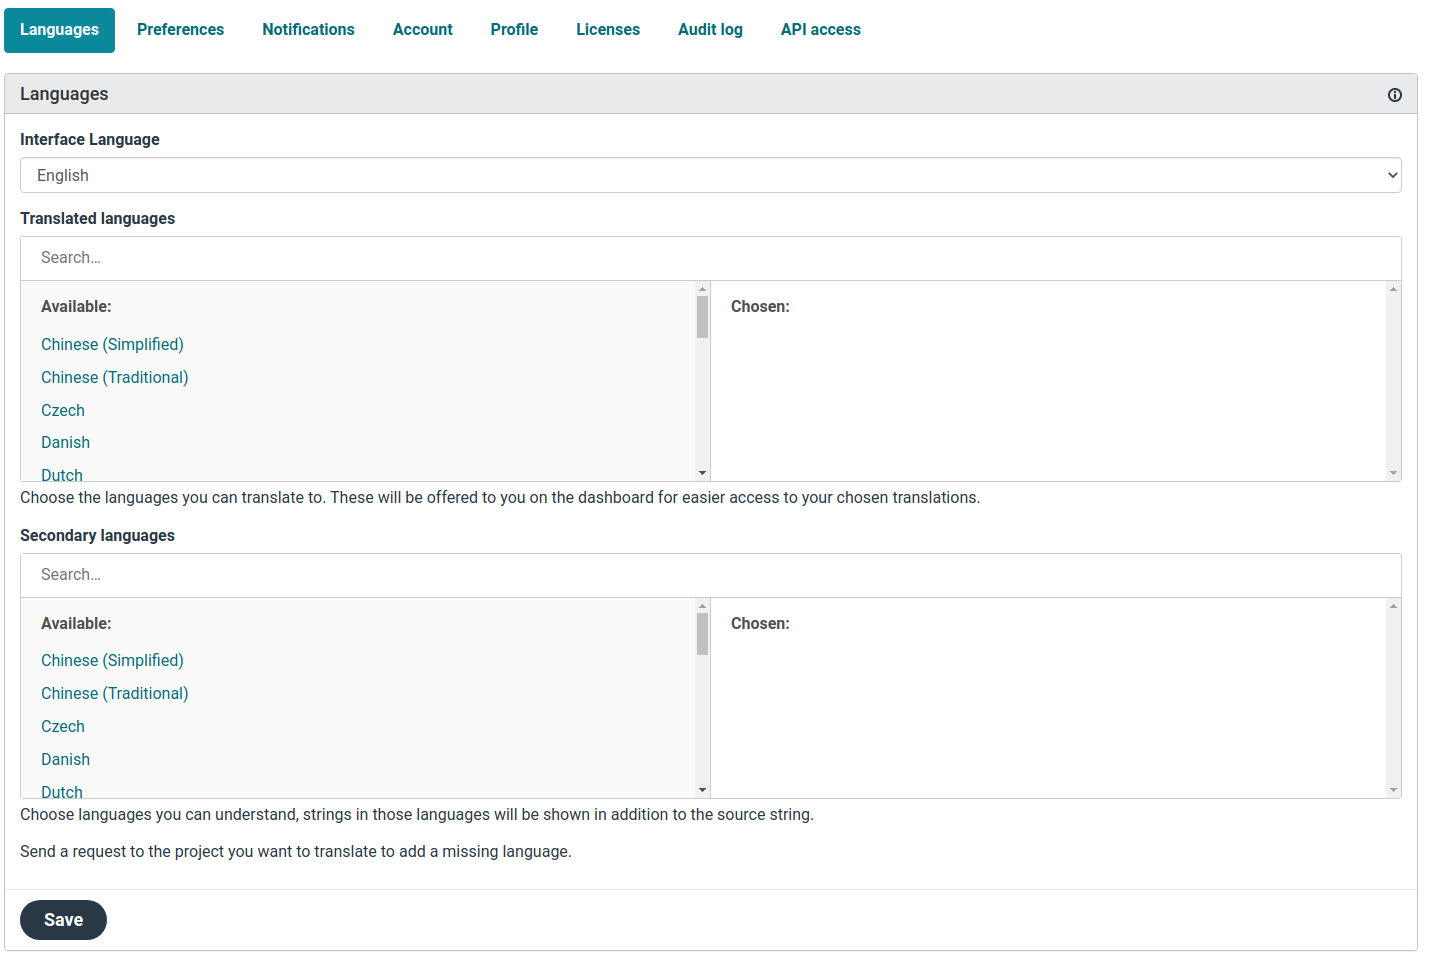 Languages Preferences Notifications Account Profile Licenses Audit log API access
Languages
Interface Language
English
Translated languages
Search…
Available:
Chinese (Simplified)
Chinese (Traditional)
Czech
Danish
Dutch
Chosen:
Choose the languages you can translate to. These will be offered to you on the dashboard for easier access to your chosen translations.
Secondary languages
Search…
Available:
Chinese (Simplified)
Chinese (Traditional)
Czech
Danish
Dutch
Chosen:
Choose languages you can understand, strings in those languages will be shown in addition to the source string.
Send a request to the project you want to translate to add a missing language.
Save